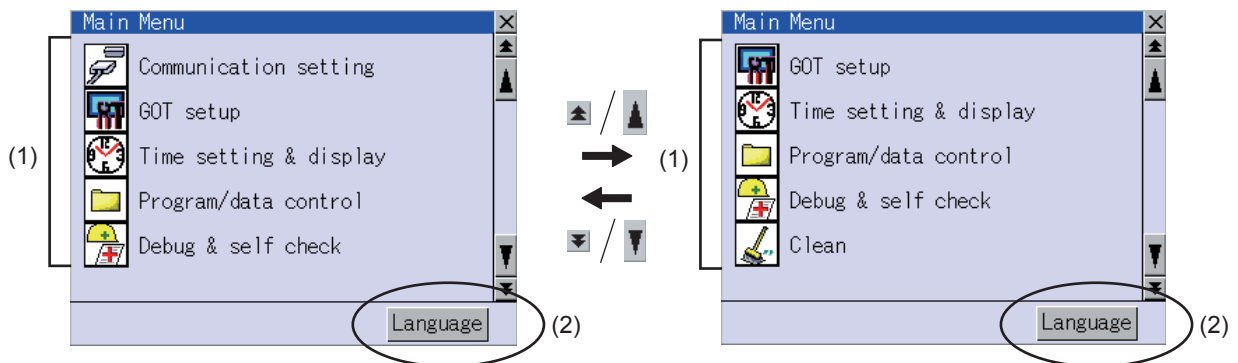 Main Menu
Communication setting
GOT setup
Time setting & display
Program/data control
Debug & self check
Language
(1)
(2)
/
/
Main Menu
GOT setup
Time setting & display
Program/data control
Debug & self check
Clean
Language
(1)
(2)